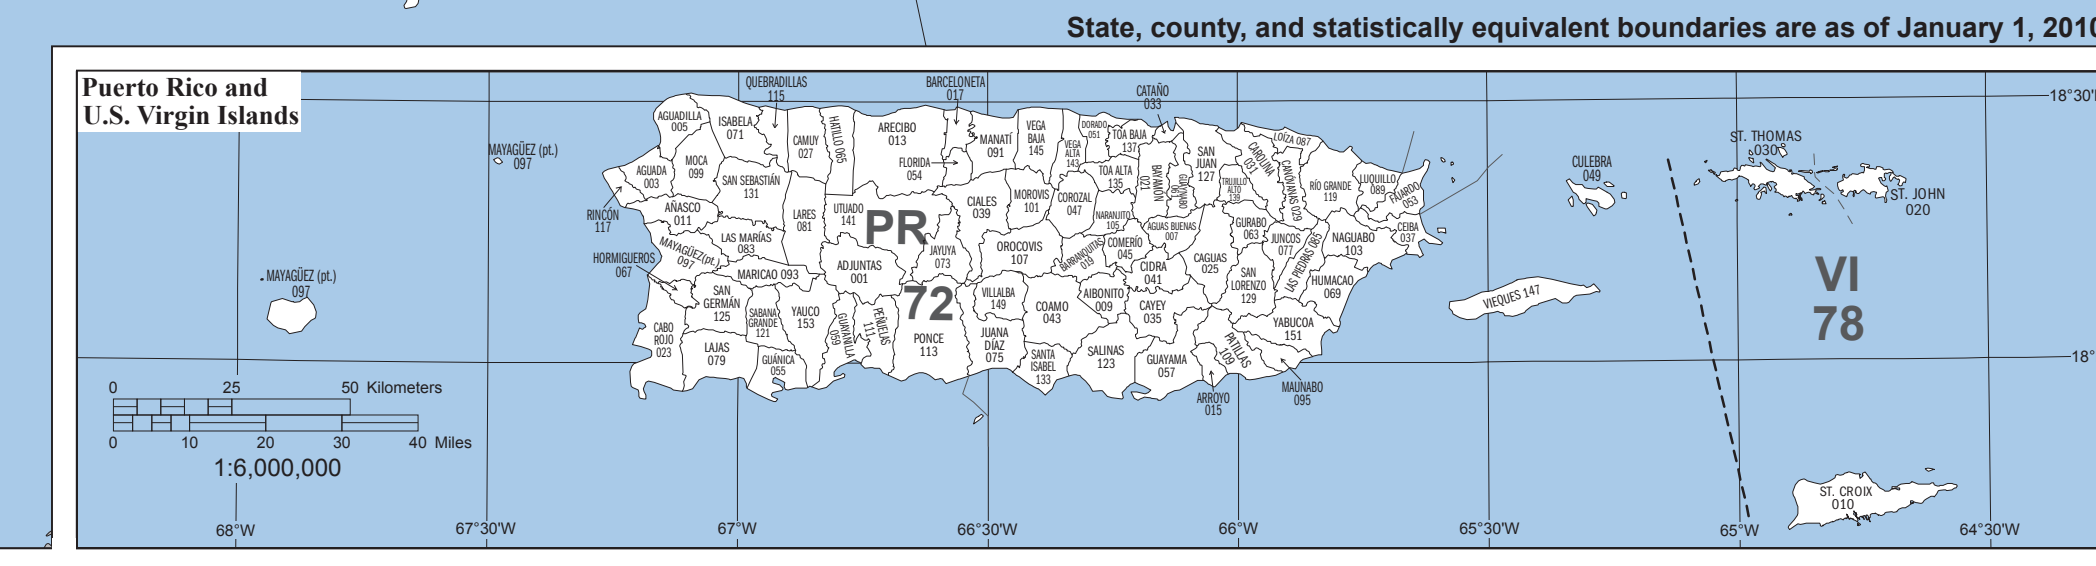 State, county, and statistically equivalent boundaries are as of January 1, 2010
Puerto Rico and
U.S. Virgin Islands
QUEBRADILLAS
115
BARCELONETA
017
CATAÑO
033
18°30'
AGUADILLA
005
ISABELA
071
CAMUY
027
HATILLO 065
ARECIBO
013
FLORIDA
054
MANATÍ
091
VEGA
BAJA
145
VEGA
ALTA
143
DORADO
051
TOA BAJA
137
TOA ALTA
135
BAYAMÓN
021
GUAYNABO
061
SAN
JUAN
127
TRUJILLO
ALTO
139
CAROLINA
031
LOÍZA 087
CANÓVANAS 029
RÍO GRANDE
119
LUQUILLO
089
FAJARDO
053
CEIBA
037
CULEBRA
049
ST. THOMAS
030
ST. JOHN
020
MAYAGÜEZ (pt.)
097
AGUADA
003
MOCA
099
SAN SEBASTIÁN
131
RINCÓN
117
AÑASCO
011
LARES
081
UTUADO
141
PR
72
CIALES
039
MOROVIS
101
COROZAL
047
NARANJITO
105
AGUAS BUENAS
007
GURABO
063
JUNCOS
077
LAS PIEDRAS 085
NAGUABO
103
HUMACAO
069
LAS MARÍAS
083
MAYAGÜEZ(pt.)
097
HORMIGUEROS
067
MARICAO 093
ADJUNTAS
001
JAYUYA
073
OROCOVIS
107
BARRANQUITAS
019
COMERÍO
045
CIDRA
041
CAGUAS
025
SAN
LORENZO
129
MAYAGÜEZ (pt.)
097
SAN
GERMÁN
125
SABANA
GRANDE
121
YAUCO
153
GUAYANILLA
059
PEÑUELAS
111
PONCE
113
VILLALBA
149
JUANA
DÍAZ
075
COAMO
043
AIBONITO
009
CAYEY
035
YABUCOA
151
VIEQUES 147
VI
78
CABO
ROJO
023
LAJAS
079
GUÁNICA
055
SANTA
ISABEL
133
SALINAS
123
GUAYAMA
057
PATILLAS
109
ARROYO
015
MAUNABO
095
18°
ST. CROIX
010
0 25 50 Kilometers
0 10 20 30 40 Miles
1:6,000,000
68°W 67°30'W 67°W 66°30'W 66°W 65°30'W 65°W 64°30'W